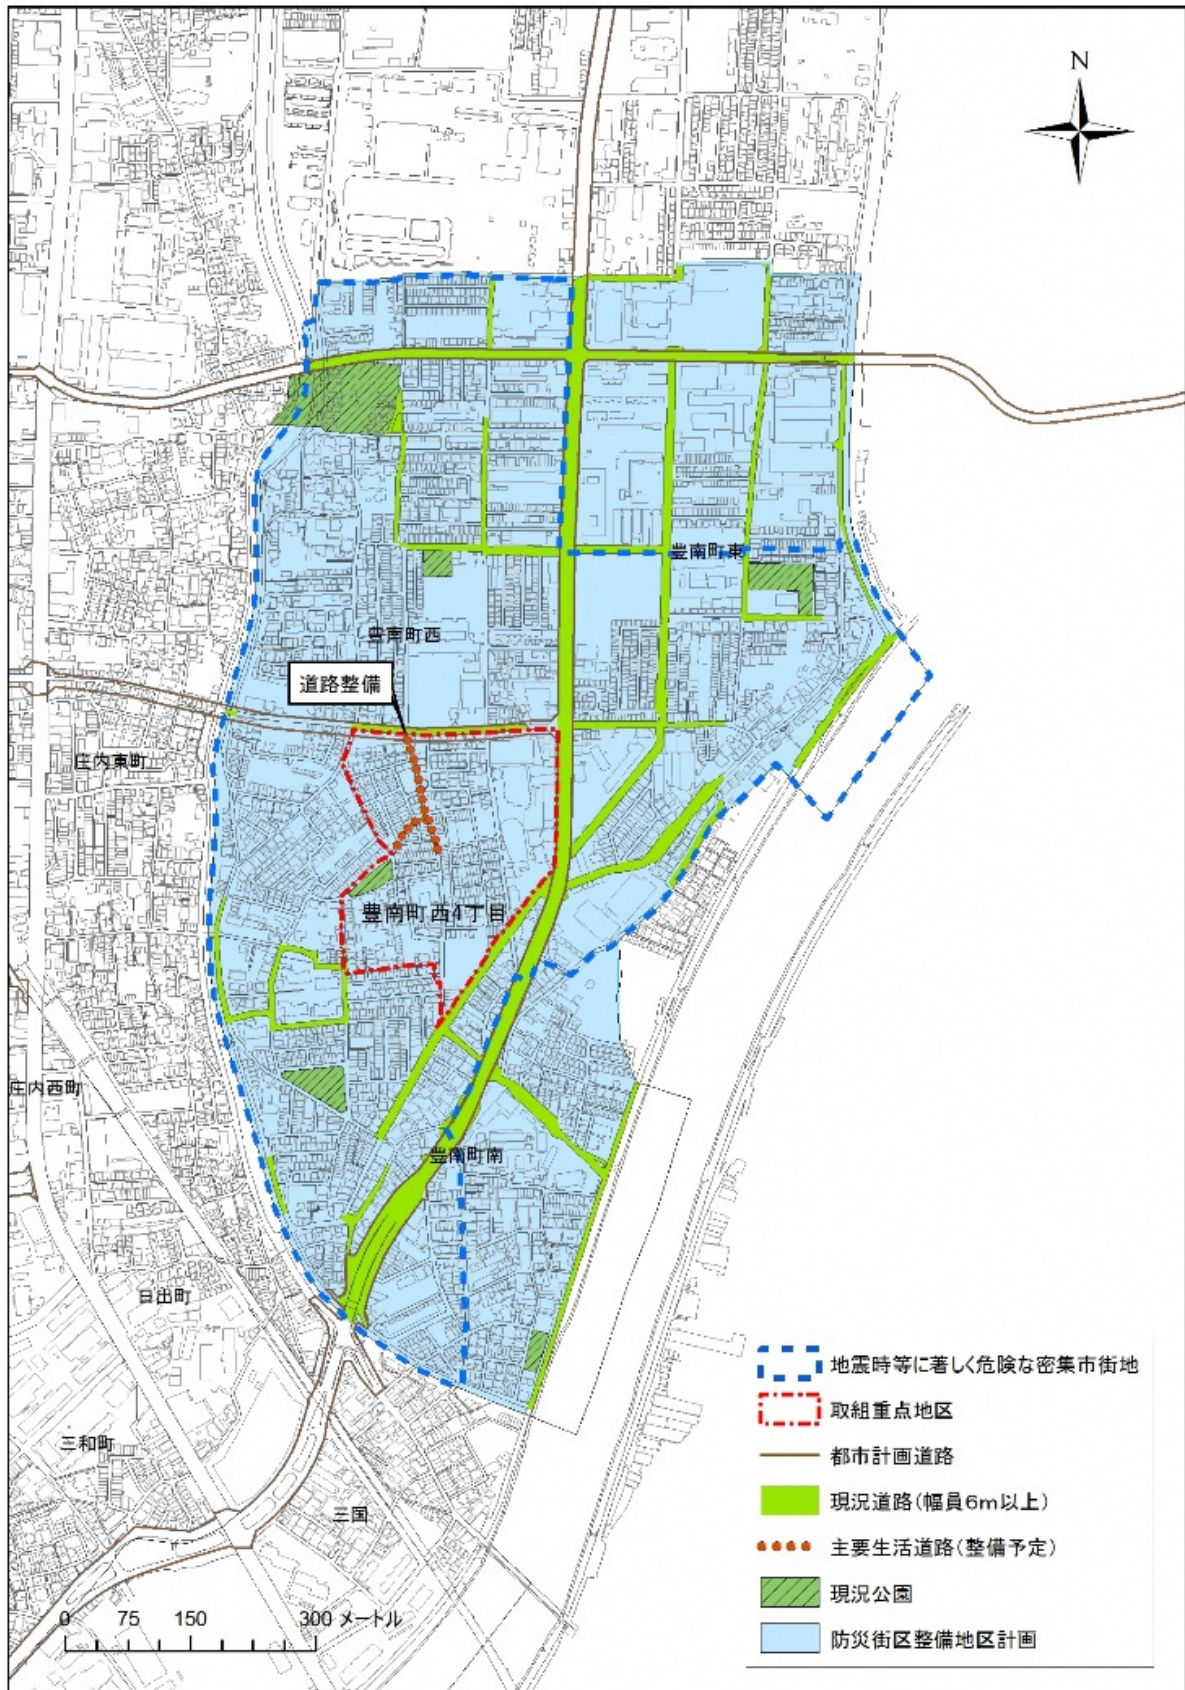 N
豊南町東
豊南町西
道路整備
庄内東町
豊南町西4丁目
庄内西町
豊南町南
日出町
三和町
三国
0 75 150 300 メートル
地震時等に著しく危険な密集市街地
取組重点地区
都市計画道路
現況道路(幅員6m以上)
主要生活道路(整備予定)
現況公園
防災街区整備地区計画